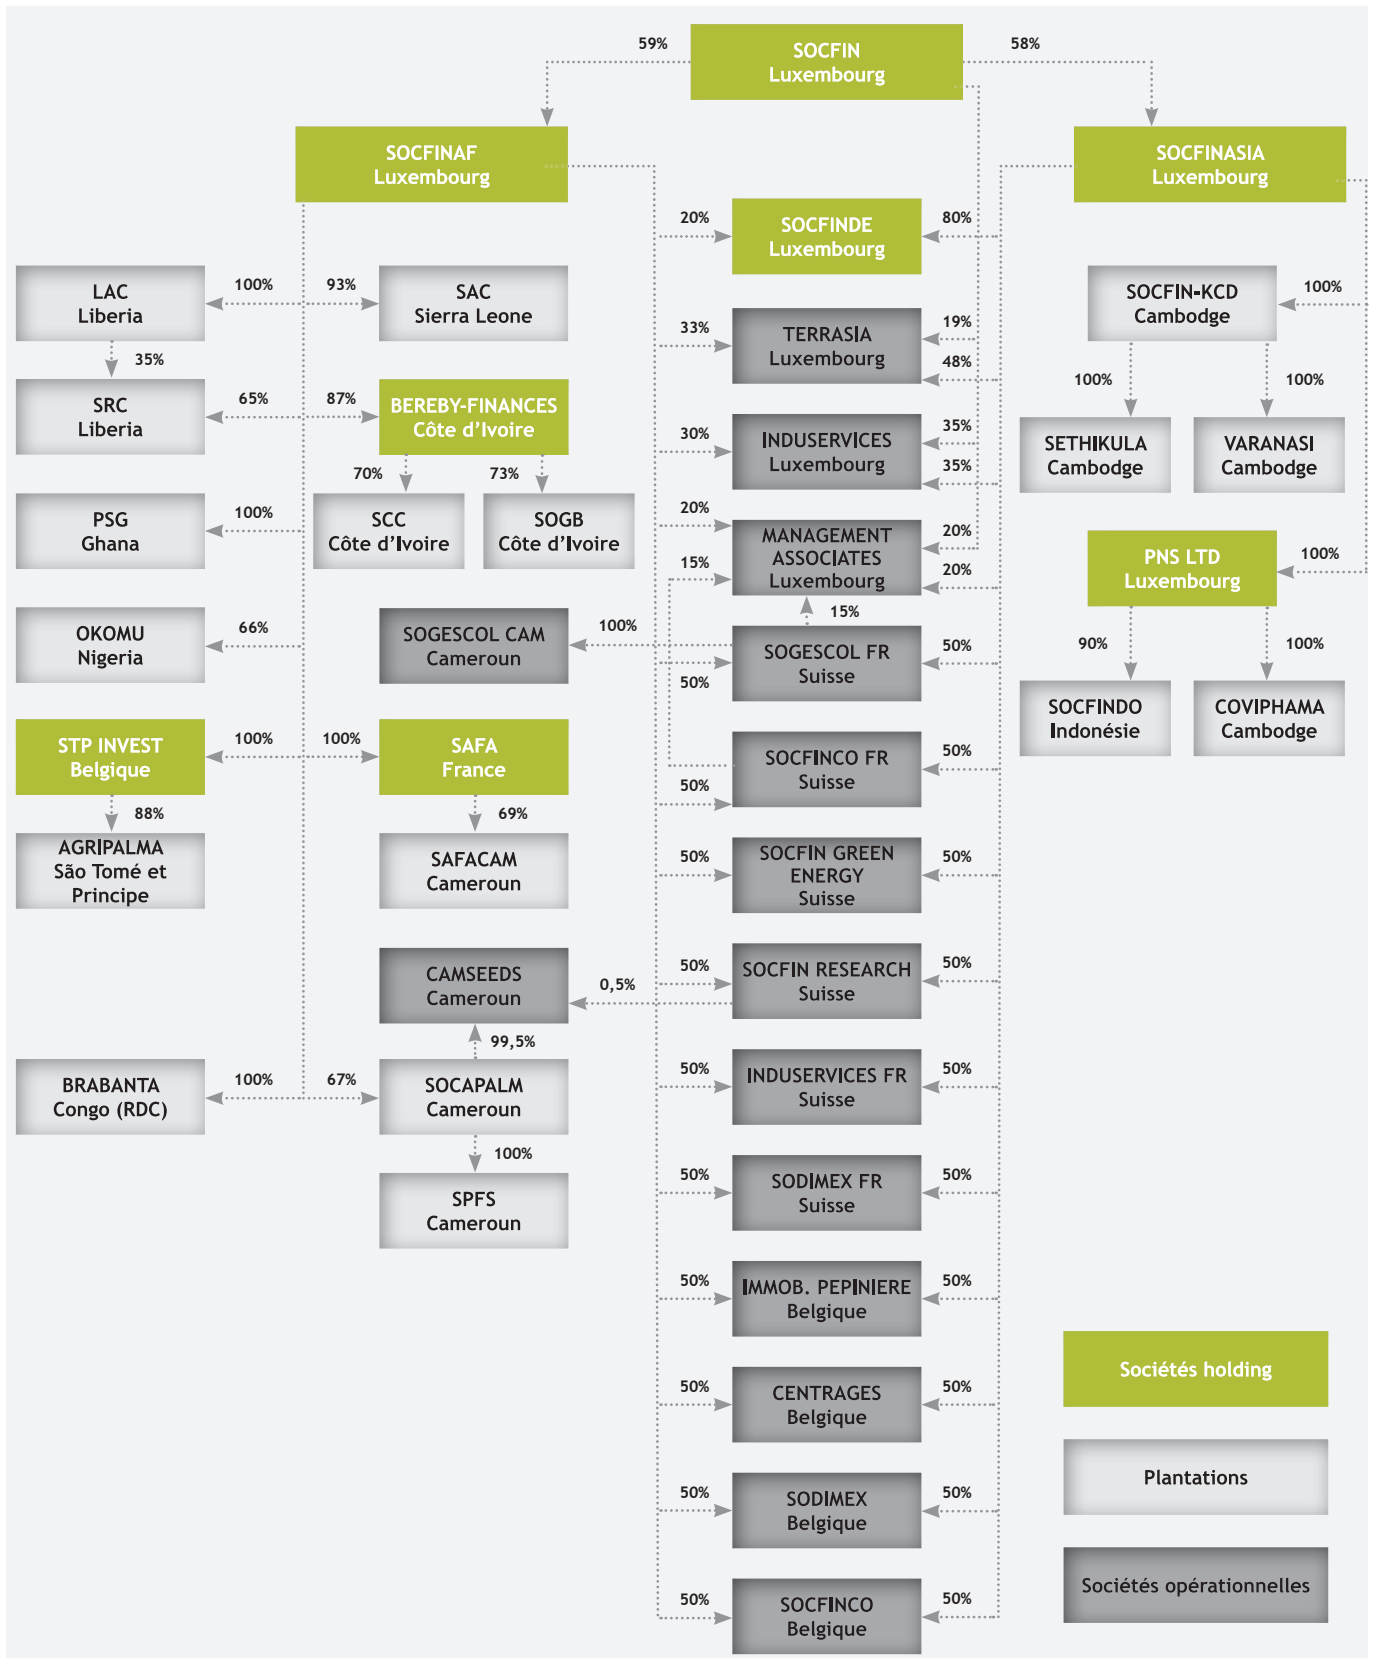 59%
SOCFIN
Luxembourg
58%
SOCFINAF
Luxembourg
SOCFINASIA
Luxembourg
20%
SOCFINDE
Luxembourg
80%
LAC
Liberia
100%
93%
SAC
Sierra Leone
33%
TERRASIA
Luxembourg
19%
48%
SOCFIN-KCD
Cambodge
100%
35%
100%
100%
SRC
Liberia
65%
87%
BEREBY-FINANCES
Côte d'Ivoire
30%
INDUSERVICES
Luxembourg
35%
35%
SETHIKULA
Cambodge
VARANASI
Cambodge
70%
73%
PSG
Ghana
100%
SCC
Côte d'Ivoire
SOGB
Côte d'Ivoire
20%
15%
MANAGEMENT
ASSOCIATES
Luxembourg
20%
20%
PNS LTD
Luxembourg
100%
15%
OKOMU
Nigeria
66%
SOGESCOL CAM
Cameroun
100%
50%
SOGESCOL FR
Suisse
50%
90%
100%
SOCFINDO
Indonésie
COVIPHAMA
Cambodge
STP INVEST
Belgique
100%
100%
SAFA
France
50%
SOCFINCO FR
Suisse
50%
88%
69%
AGRIPALMA
São Tomé et
Principe
SAFACAM
Cameroun
50%
SOCFIN GREEN
ENERGY
Suisse
50%
CAMSEEDS
Cameroun
0,5%
50%
SOCFIN RESEARCH
Suisse
50%
99,5%
BRABANTA
Congo (RDC)
100%
67%
SOCAPALM
Cameroun
50%
INDUSERVICES FR
Suisse
50%
100%
SPFS
Cameroun
50%
SODIMEX FR
Suisse
50%
50%
IMMOB. PEPINIERE
Belgique
50%
50%
CENTRAGES
Belgique
50%
50%
SODIMEX
Belgique
50%
50%
SOCFINCO
Belgique
50%
Sociétés holding
Plantations
Sociétés opérationnelles